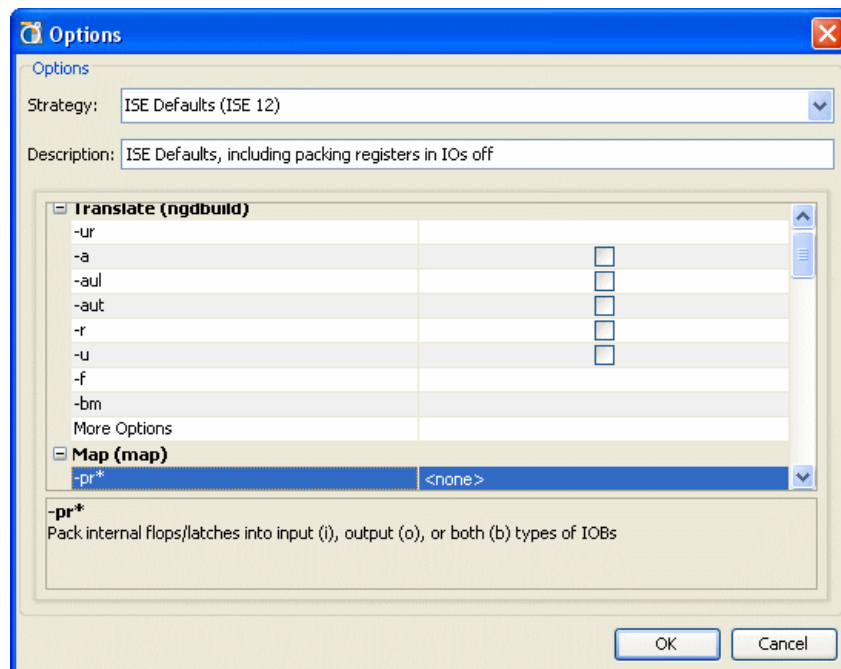 Options
Options
Strategy: ISE Defaults (ISE 12)
Description: ISE Defaults, including packing registers in IOs off
Translate (ngdbuild)
-ur
-a
-aul
-aut
-r
-u
-f
-bm
More Options
Map (map)
-pr* <none>
-pr*
Pack internal flops/latches into input (i), output (o), or both (b) types of IOBs
OK Cancel